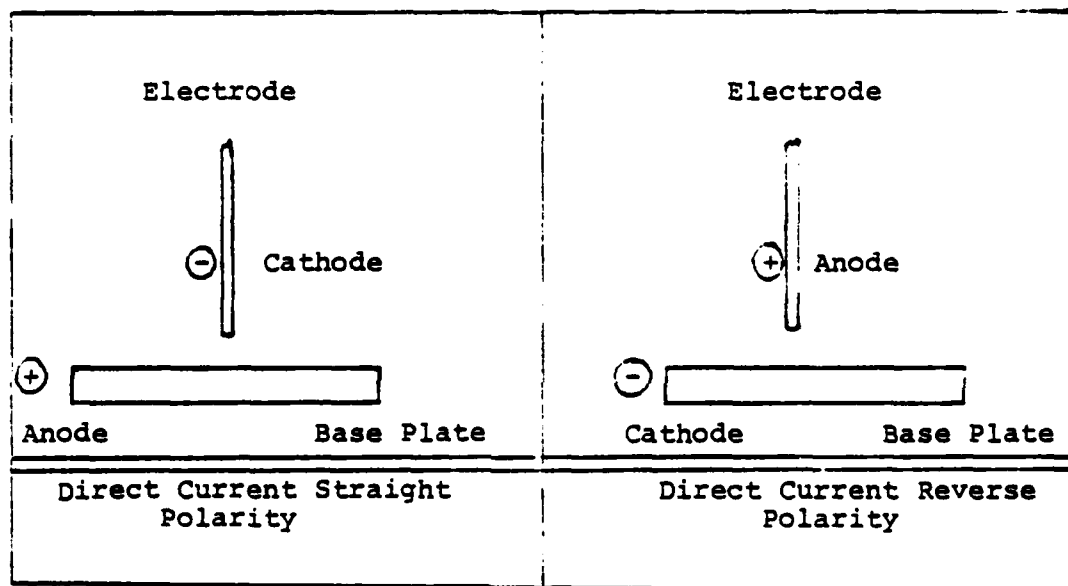 Electrode
⊖ Cathode
⊕
Anode Base Plate
Direct Current Straight
Polarity
Electrode
⊕ Anode
⊖
Cathode Base Plate
Direct Current Reverse
Polarity